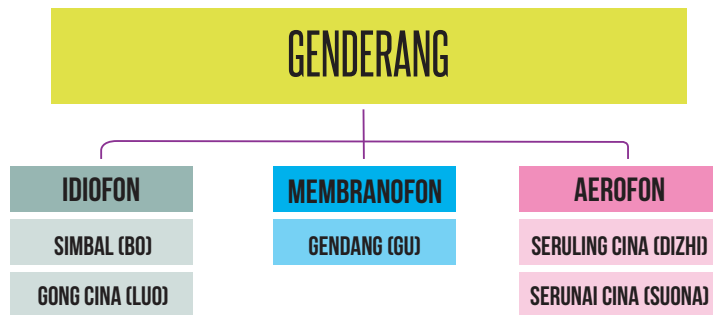 GENDERANG
IDIOFON
SIMBAL (BO)
GONG CINA (LUO)
MEMBRANOFON
GENDANG (GU)
AEROFON
SERULING CINA (DIZHI)
SERUNAI CINA (SUONA)